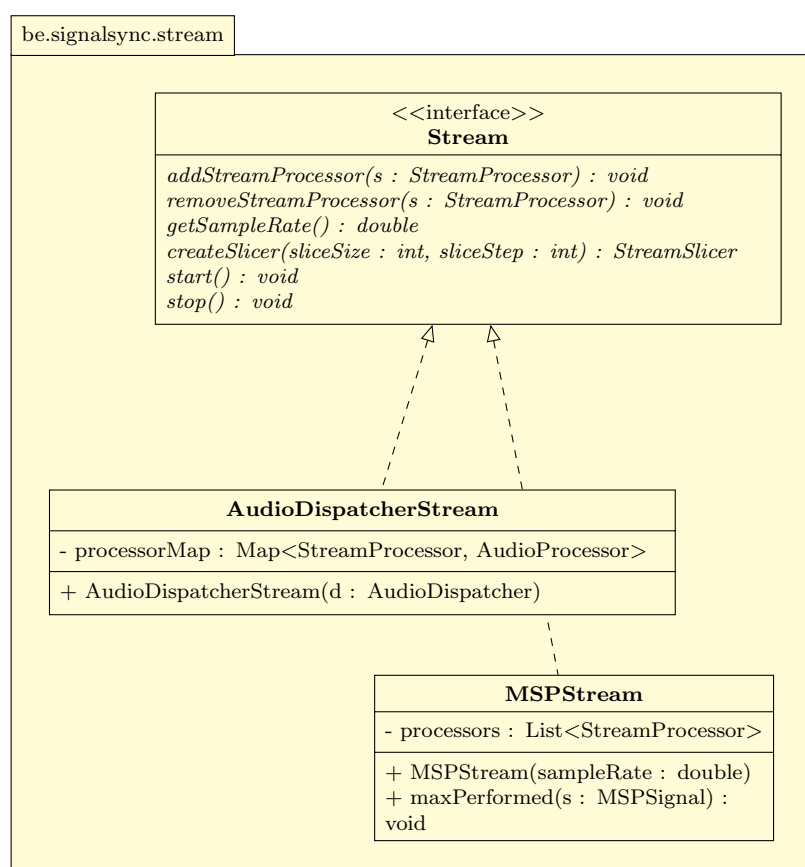 be.signalsync.stream
<<interface>>
Stream
addStreamProcessor(s : StreamProcessor) : void
removeStreamProcessor(s : StreamProcessor) : void
getSampleRate() : double
createSlicer(sliceSize : int, sliceStep : int) : StreamSlicer
start() : void
stop() : void
AudioDispatcherStream
- processorMap : Map<StreamProcessor, AudioProcessor>
+ AudioDispatcherStream(d : AudioDispatcher)
MSPStream
- processors : List<StreamProcessor>
+ MSPStream(sampleRate : double)
+ maxPerformed(s : MSPSignal) :
void